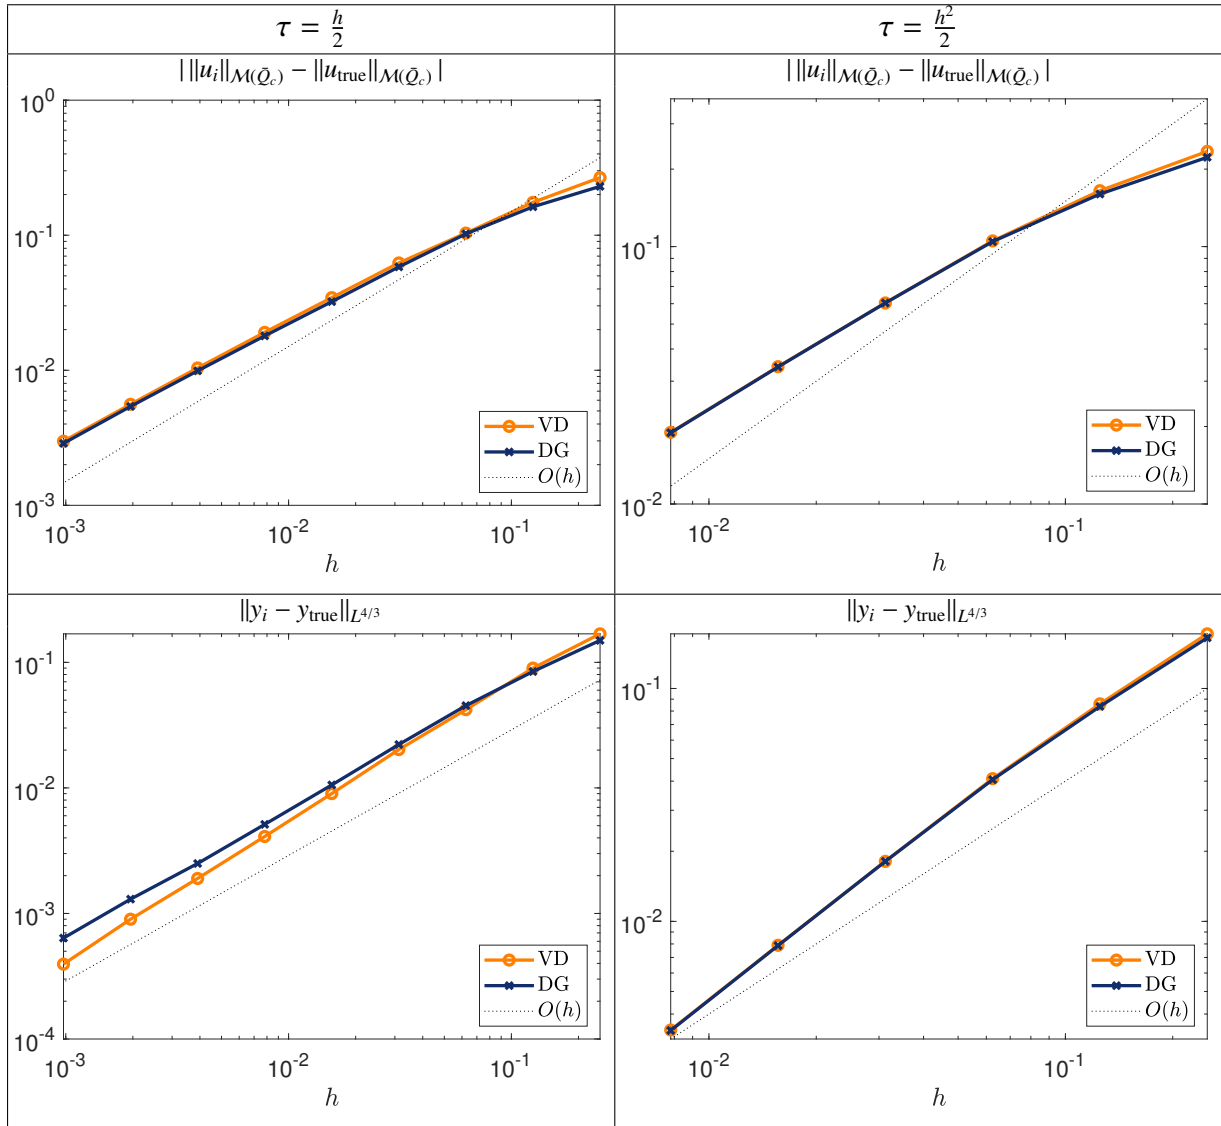 τ = h/2
τ = h²/2
| ‖u_i‖_{M(Q̄_c)} − ‖u_true‖_{M(Q̄_c)} |
10^0
10^-1
10^-2
10^-3
VD
DG
O(h)
10^-3
10^-2
10^-1
h
| ‖u_i‖_{M(Q̄_c)} − ‖u_true‖_{M(Q̄_c)} |
10^-1
10^-2
VD
DG
O(h)
10^-2
10^-1
h
‖y_i − y_true‖_{L^{4/3}}
10^-1
10^-2
10^-3
10^-4
VD
DG
O(h)
10^-3
10^-2
10^-1
h
‖y_i − y_true‖_{L^{4/3}}
10^-1
10^-2
VD
DG
O(h)
10^-2
10^-1
h